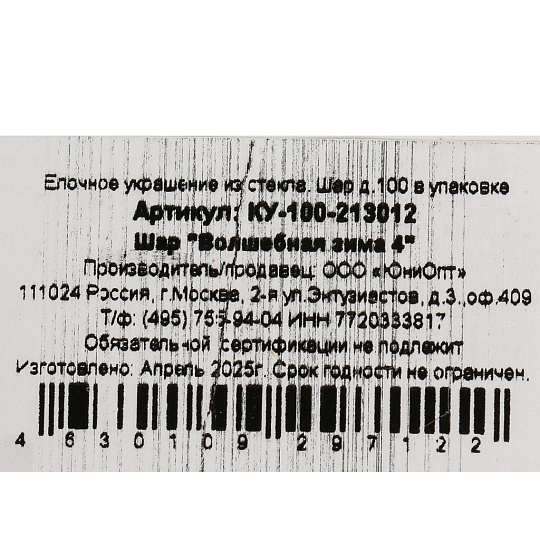 Елочное украшение из стекла. Шар д.100 в упаковке
Артикул: КУ-100-213012
Шар "Волшебная зима 4"
Производитель/продавец: ООО «ЮниОпт»
111024 Россия, г.Москва, 2-я ул.Энтузиастов, д.3.,оф.409
Т/ф: (495) 755-94-04 ИНН 7720333817
Обязательной сертификации не подлежит
Изготовлено: Апрель 2025г. Срок годности не ограничен.
4 630109 297122